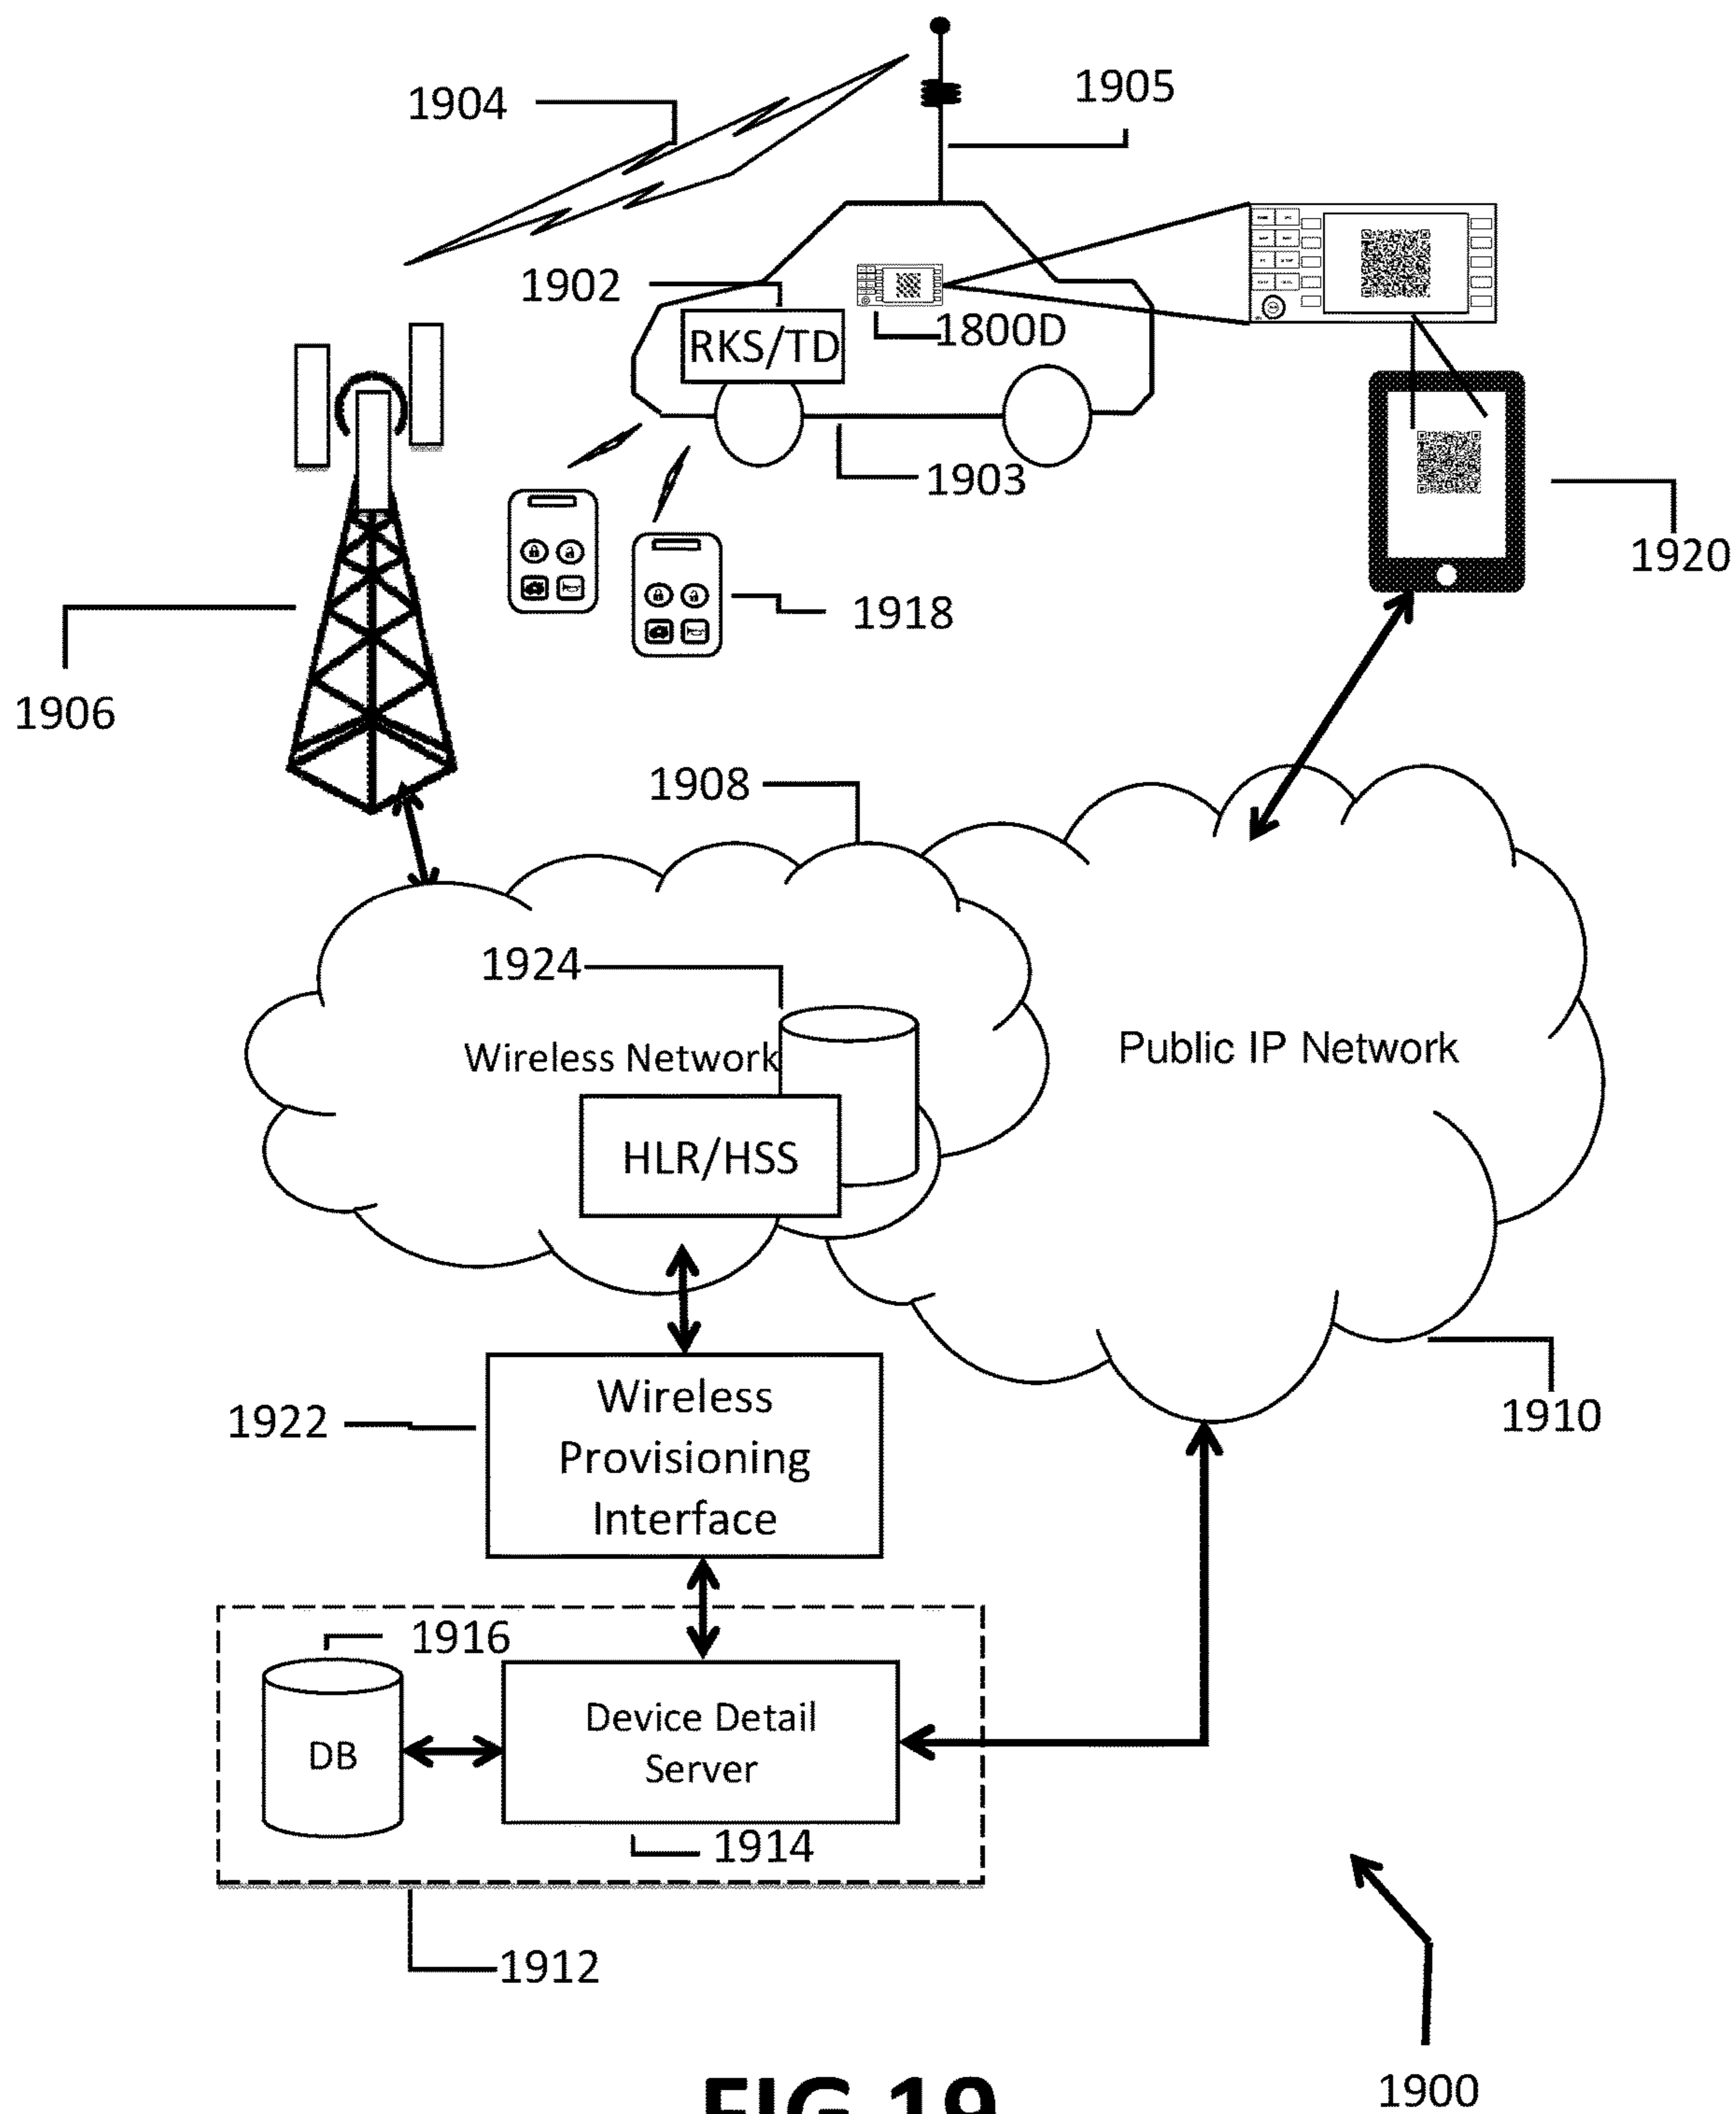 1904
1905
1902
RKS/TD
1800D
1903
1920
1918
1906
1908
1924
Wireless Network
Public IP Network
HLR/HSS
1922
Wireless
Provisioning
Interface
1910
1916
DB
Device Detail
Server
1914
1912
1900
FIG 19